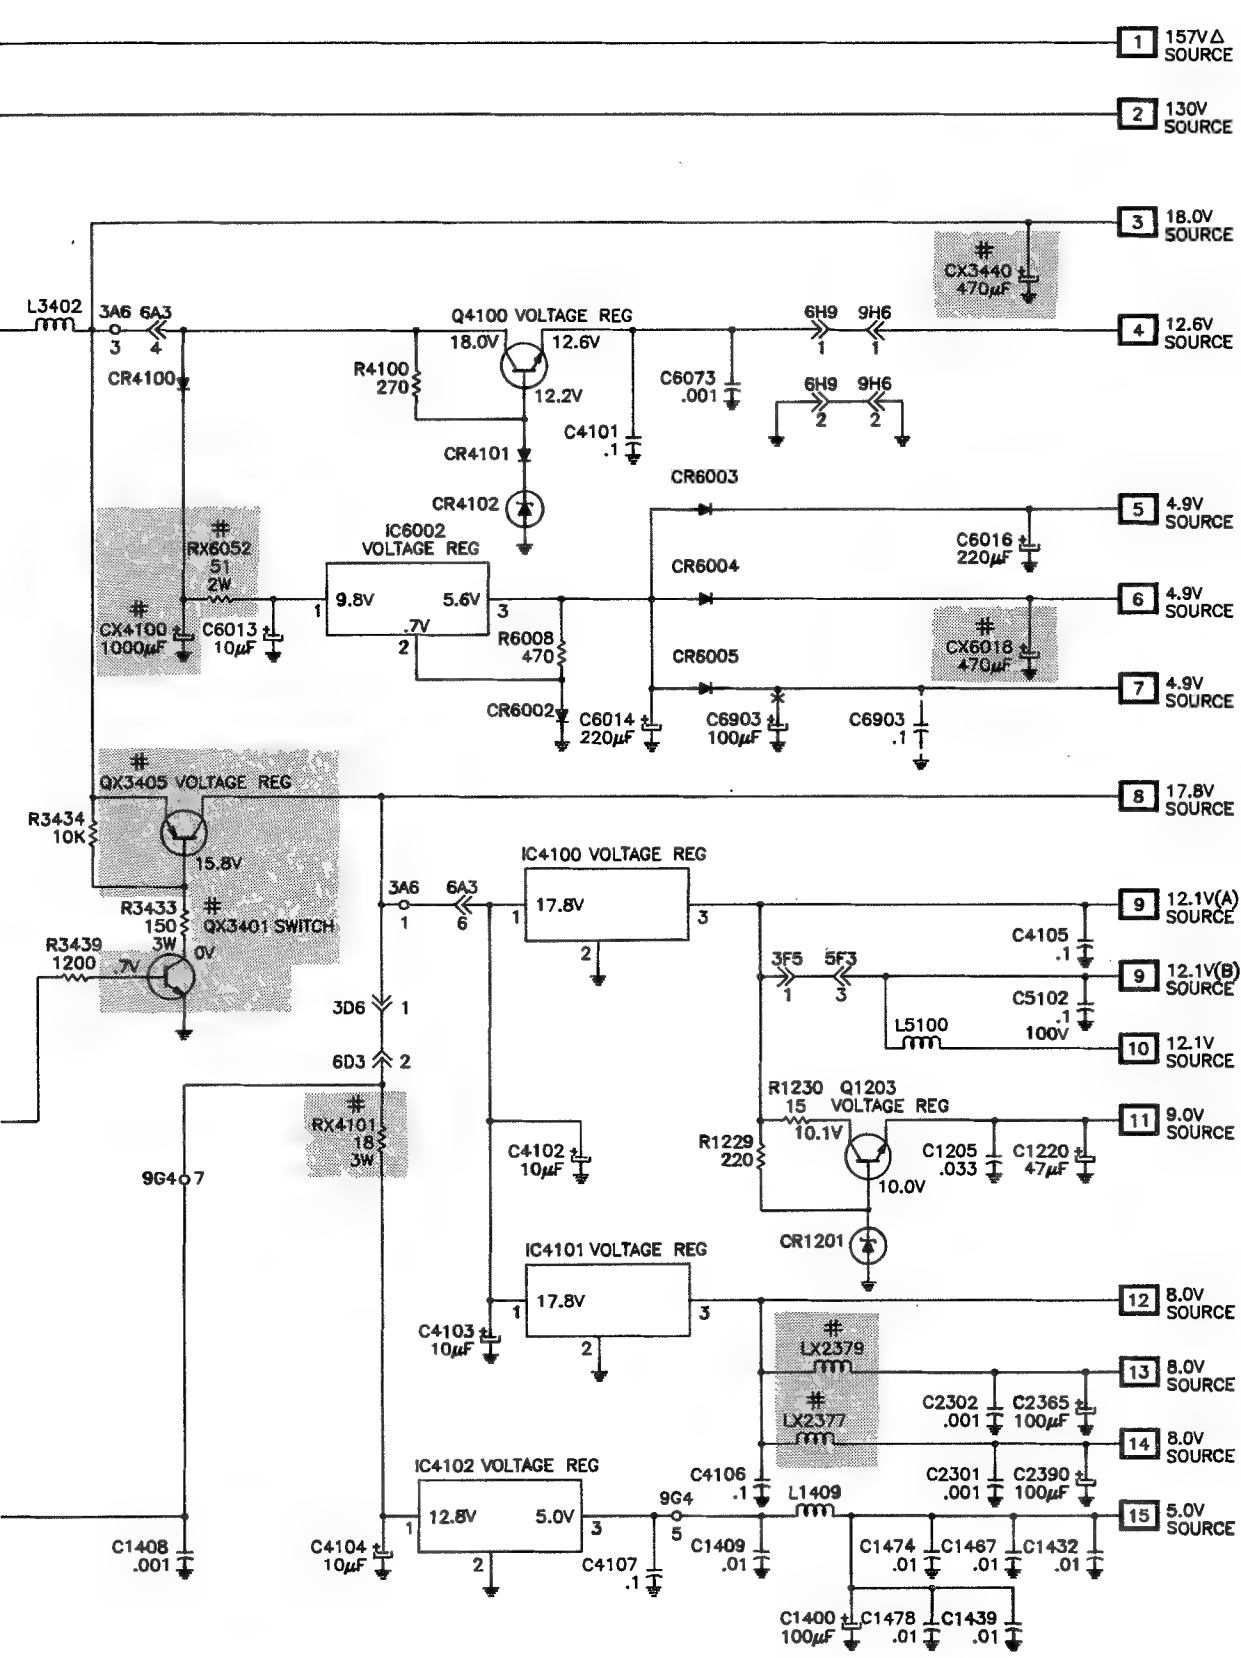 1 157V△
SOURCE
2 130V
SOURCE
3 18.0V
SOURCE
#
CX3440 +
470μF
L3402
3A6 6A3
3 4
Q4100 VOLTAGE REG
18.0V 12.6V
12.2V
6H9 9H6
1 1
4 12.6V
SOURCE
CR4100
R4100
270
C6073
.001
6H9 9H6
2 2
C4101
.1
CR4101
CR4102
CR6003
5 4.9V
SOURCE
C6016 +
220μF
#
RX6052
51
2W
IC6002
VOLTAGE REG
1 9.8V 5.6V 3
.7V
2
CR6004
6 4.9V
SOURCE
#
CX4100 +
1000μF
C6013 +
10μF
R6008
470
#
CX6018 +
470μF
CR6005
7 4.9V
SOURCE
CR6002
C6014 +
220μF
C6903 +
100μF
C6903
.1
#
QX3405 VOLTAGE REG
8 17.8V
SOURCE
R3434
10K
15.8V
IC4100 VOLTAGE REG
1 17.8V 3
2
3A6 6A3
1 6
9 12.1V(A)
SOURCE
R3433
150
3W
#
QX3401 SWITCH
0V
R3439
1200
.7V
C4105
.1
3F5 5F3
1 3
9 12.1V(B)
SOURCE
C5102
.1
100V
3D6 1
L5100
10 12.1V
SOURCE
6D3 2
#
RX4101
18
3W
R1230
15
Q1203
VOLTAGE REG
10.1V
10.0V
11 9.0V
SOURCE
R1229
220
C4102 +
10μF
C1205
.033
C1220 +
47μF
9G4 7
CR1201
IC4101 VOLTAGE REG
1 17.8V 3
2
12 8.0V
SOURCE
C4103 +
10μF
#
LX2379
13 8.0V
SOURCE
C2302
.001
C2365 +
100μF
#
LX2377
14 8.0V
SOURCE
C2301
.001
C2390 +
100μF
IC4102 VOLTAGE REG
1 12.8V 5.0V 3
2
C4106
.1
9G4
5
L1409
15 5.0V
SOURCE
C1408
.001
C4104 +
10μF
C4107
.1
C1409
.01
C1474
.01
C1467
.01
C1432
.01
C1400 +
100μF
C1478
.01
C1439
.01